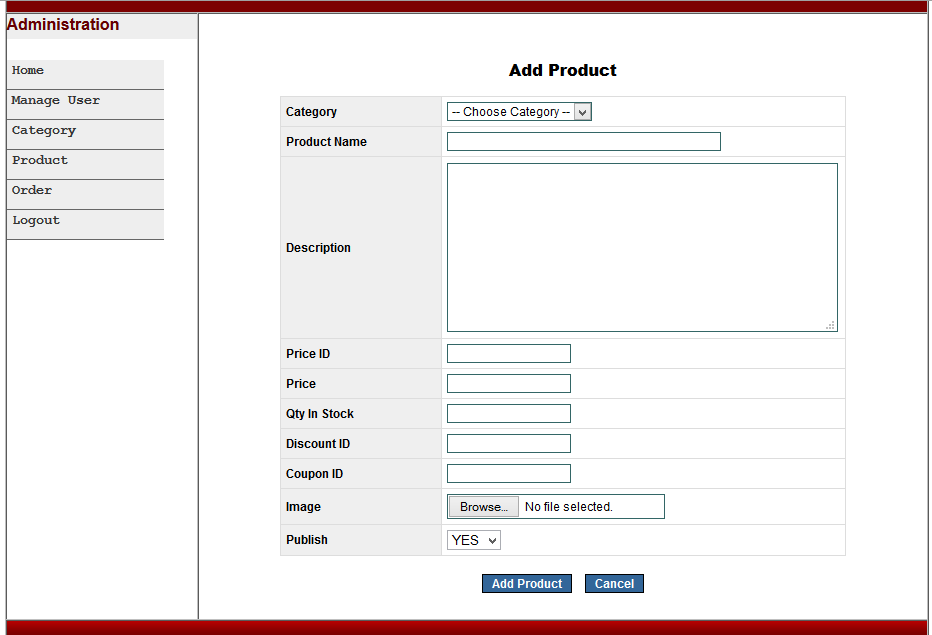 Administration
Home
Manage User
Category
Product
Order
Logout
Add Product
Category -- Choose Category --
Product Name
Description
Price ID
Price
Qty In Stock
Discount ID
Coupon ID
Image Browse... No file selected.
Publish YES
Add Product Cancel